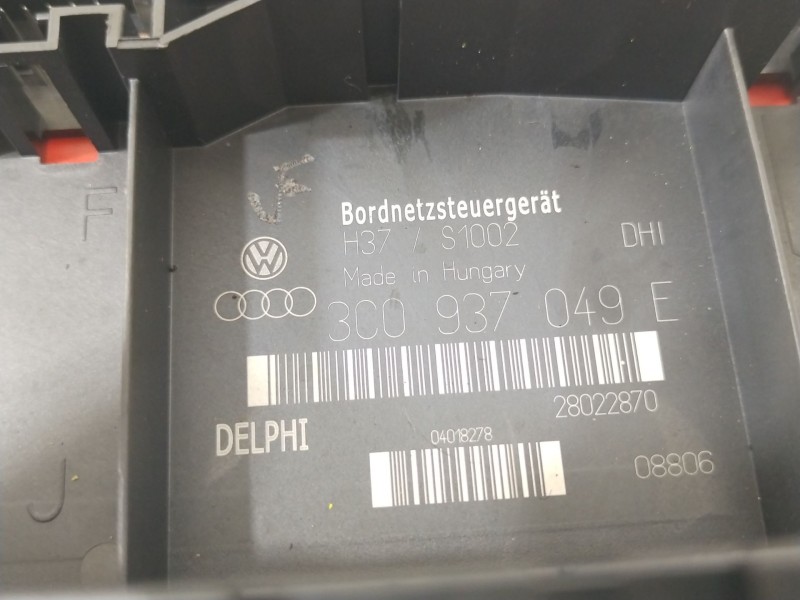 F
Bordnetzsteuergerät
H37 / S1002 DHI
Made in Hungary
3C0 937 049 E
28022870
DELPHI
04018278
08806
J